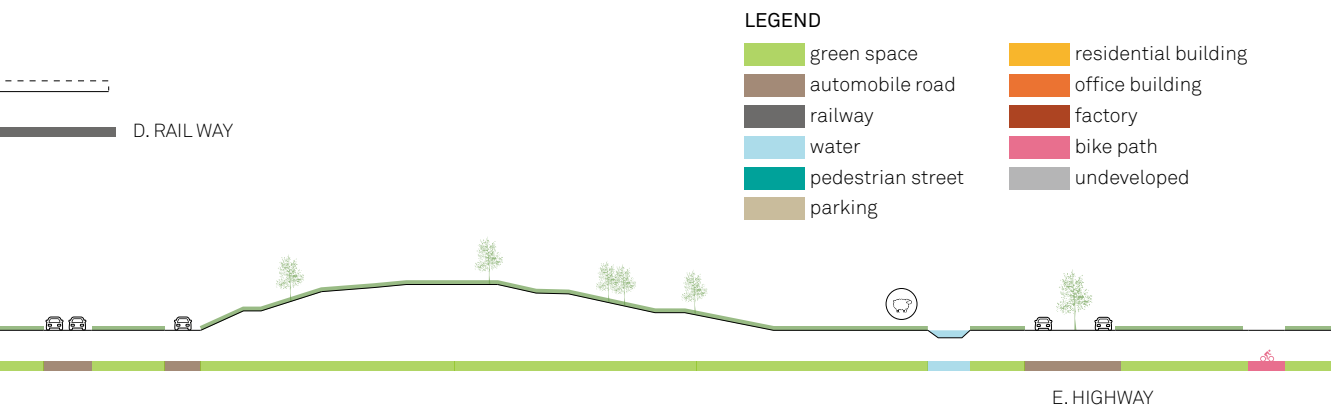 LEGEND
green space
automobile road
railway
water
pedestrian street
parking
residential building
office building
factory
bike path
undeveloped
D. RAIL WAY
E. HIGHWAY